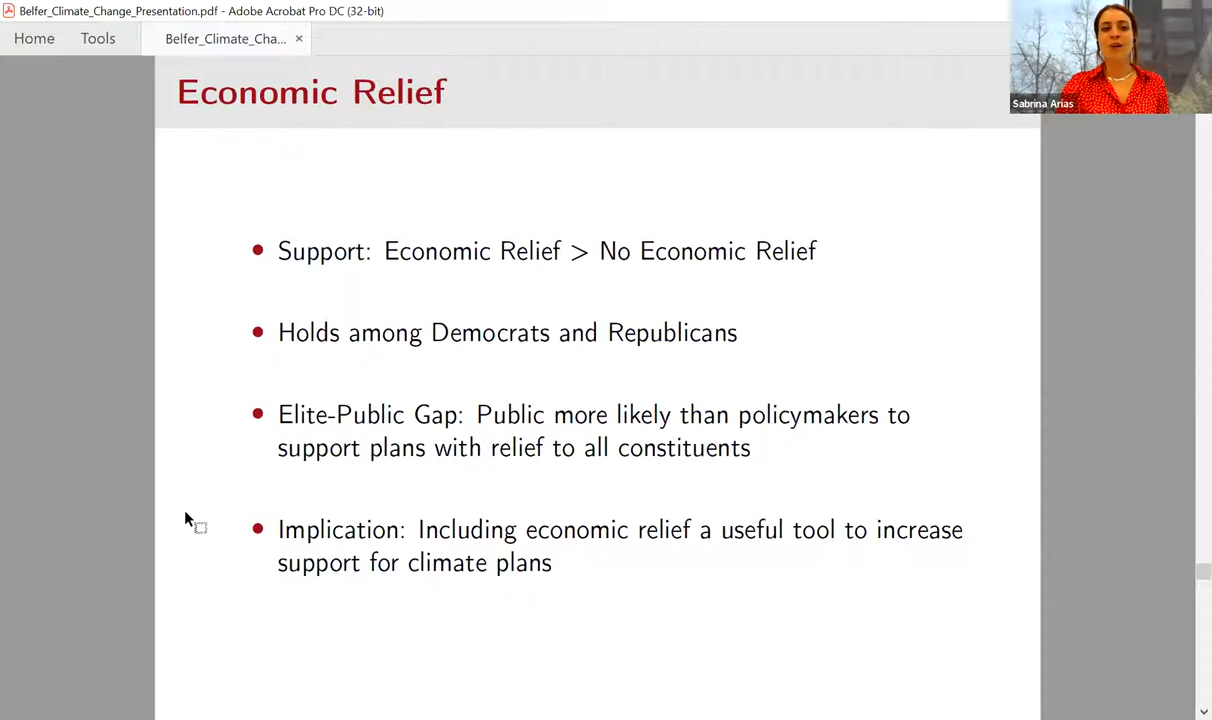 Belfer_Climate_Change_Presentation.pdf - Adobe Acrobat Pro DC (32-bit)
Home
Tools
Belfer_Climate_Cha... ×
Sabrina Arias
Economic Relief
• Support: Economic Relief > No Economic Relief
• Holds among Democrats and Republicans
• Elite-Public Gap: Public more likely than policymakers to
support plans with relief to all constituents
• Implication: Including economic relief a useful tool to increase
support for climate plans